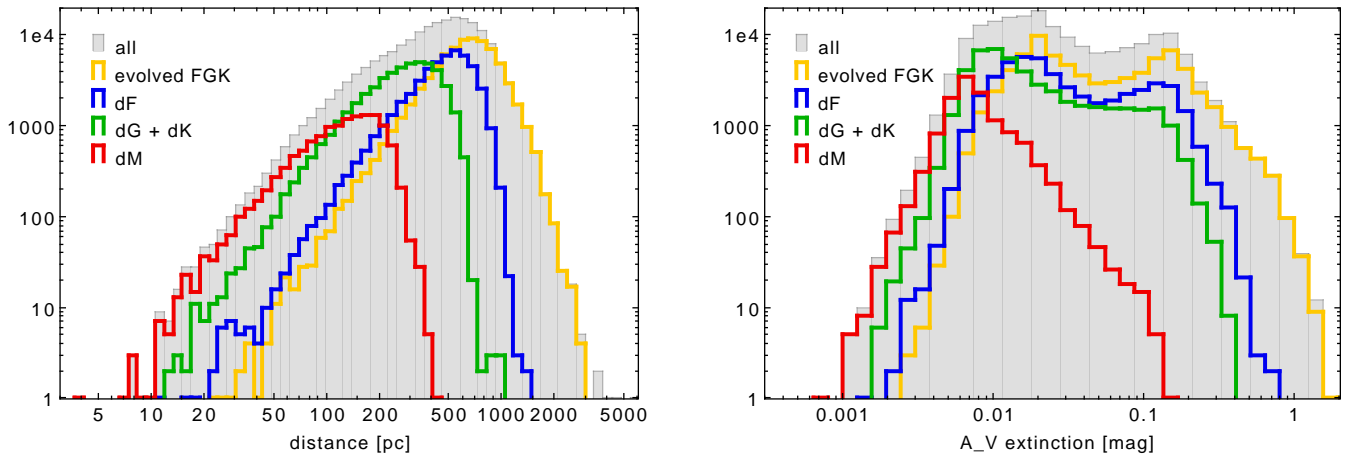 1e4
1000
100
10
1
all
evolved FGK
dF
dG + dK
dM
5 10 20 50 100 200 500 1000 2000 5000
distance [pc]
1e4
1000
100
10
1
all
evolved FGK
dF
dG + dK
dM
0.001 0.01 0.1 1
A_V extinction [mag]